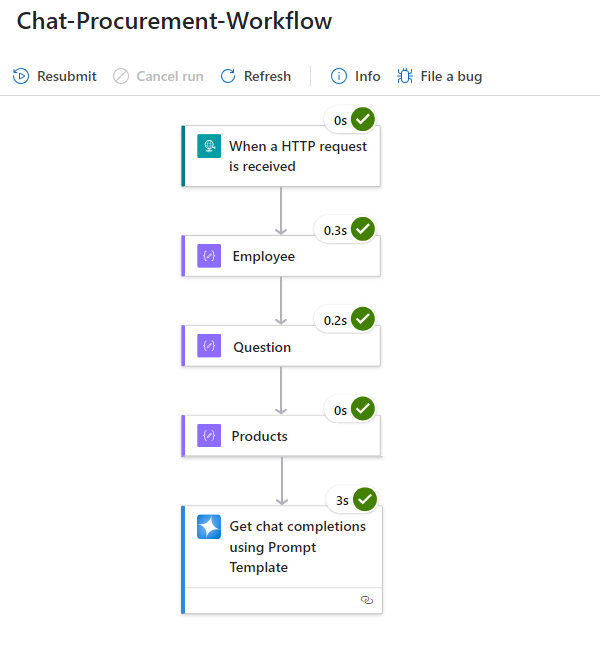 Chat-Procurement-Workflow
Resubmit Cancel run Refresh Info File a bug
0s
When a HTTP request
is received
0.3s
Employee
0.2s
Question
0s
Products
3s
Get chat completions
using Prompt
Template